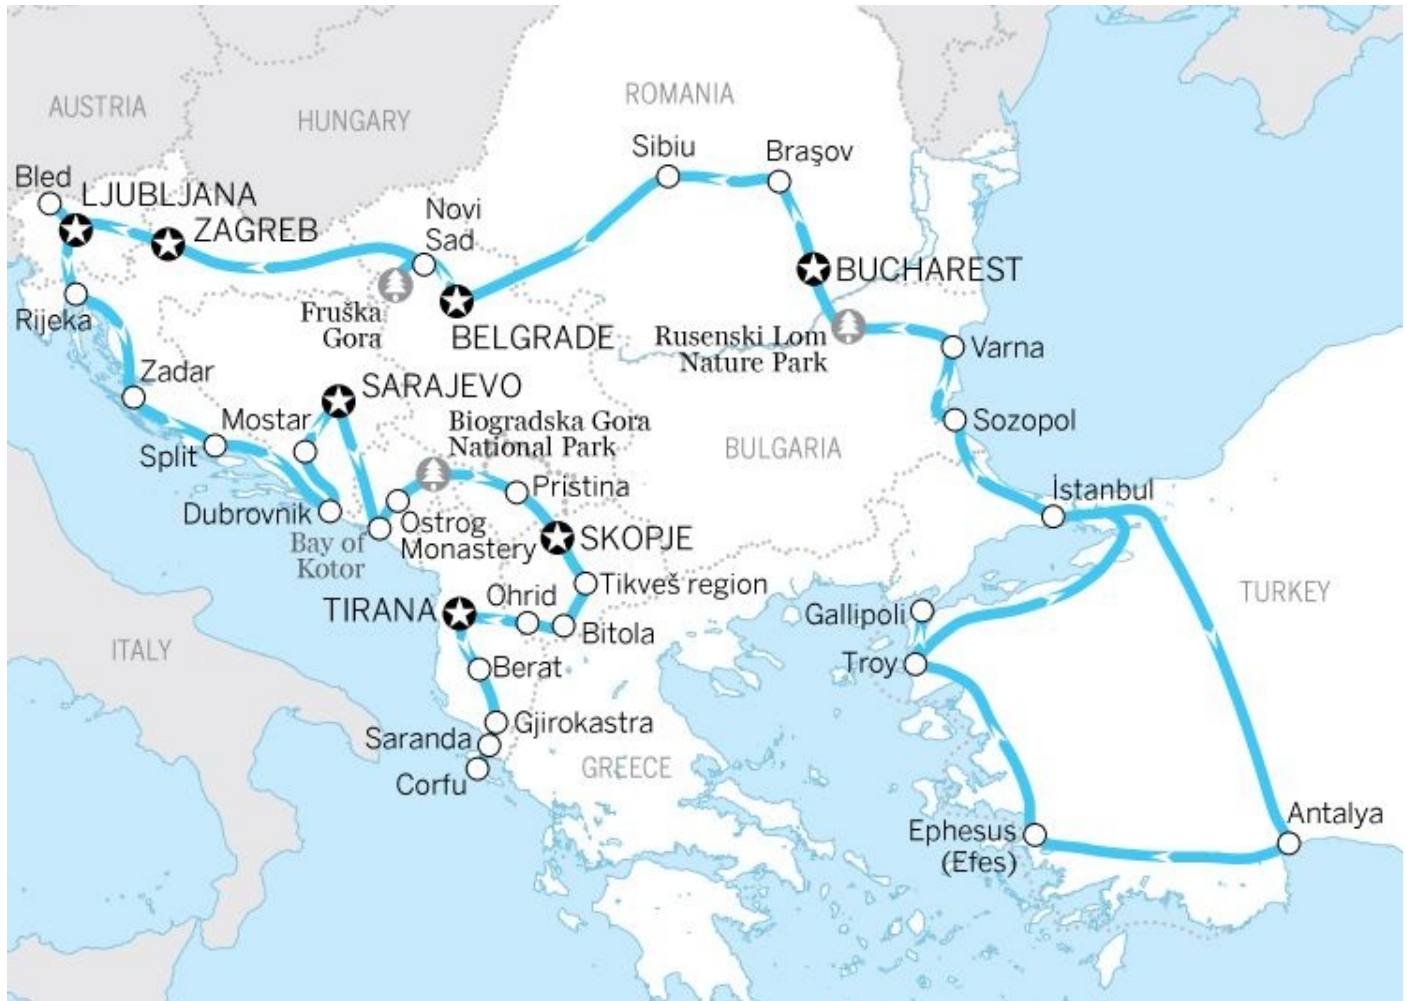 ROMANIA
AUSTRIA
HUNGARY
Sibiu
Braşov
Bled
LJUBLJANA
ZAGREB
Novi
Sad
BUCHAREST
Fruška
Gora
BELGRADE
Rijeka
Rusenski Lom
Nature Park
Varna
Zadar
SARAJEVO
Mostar
Biogradska Gora
National Park
Sozopol
BULGARIA
Split
Pristina
İstanbul
Dubrovnik
Ostrog
Monastery
Bay of
Kotor
SKOPJE
Tikveš region
TURKEY
Ohrid
TIRANA
Gallipoli
Bitola
ITALY
Berat
Troy
Gjirokastra
Saranda
GREECE
Corfu
Antalya
Ephesus
(Efes)